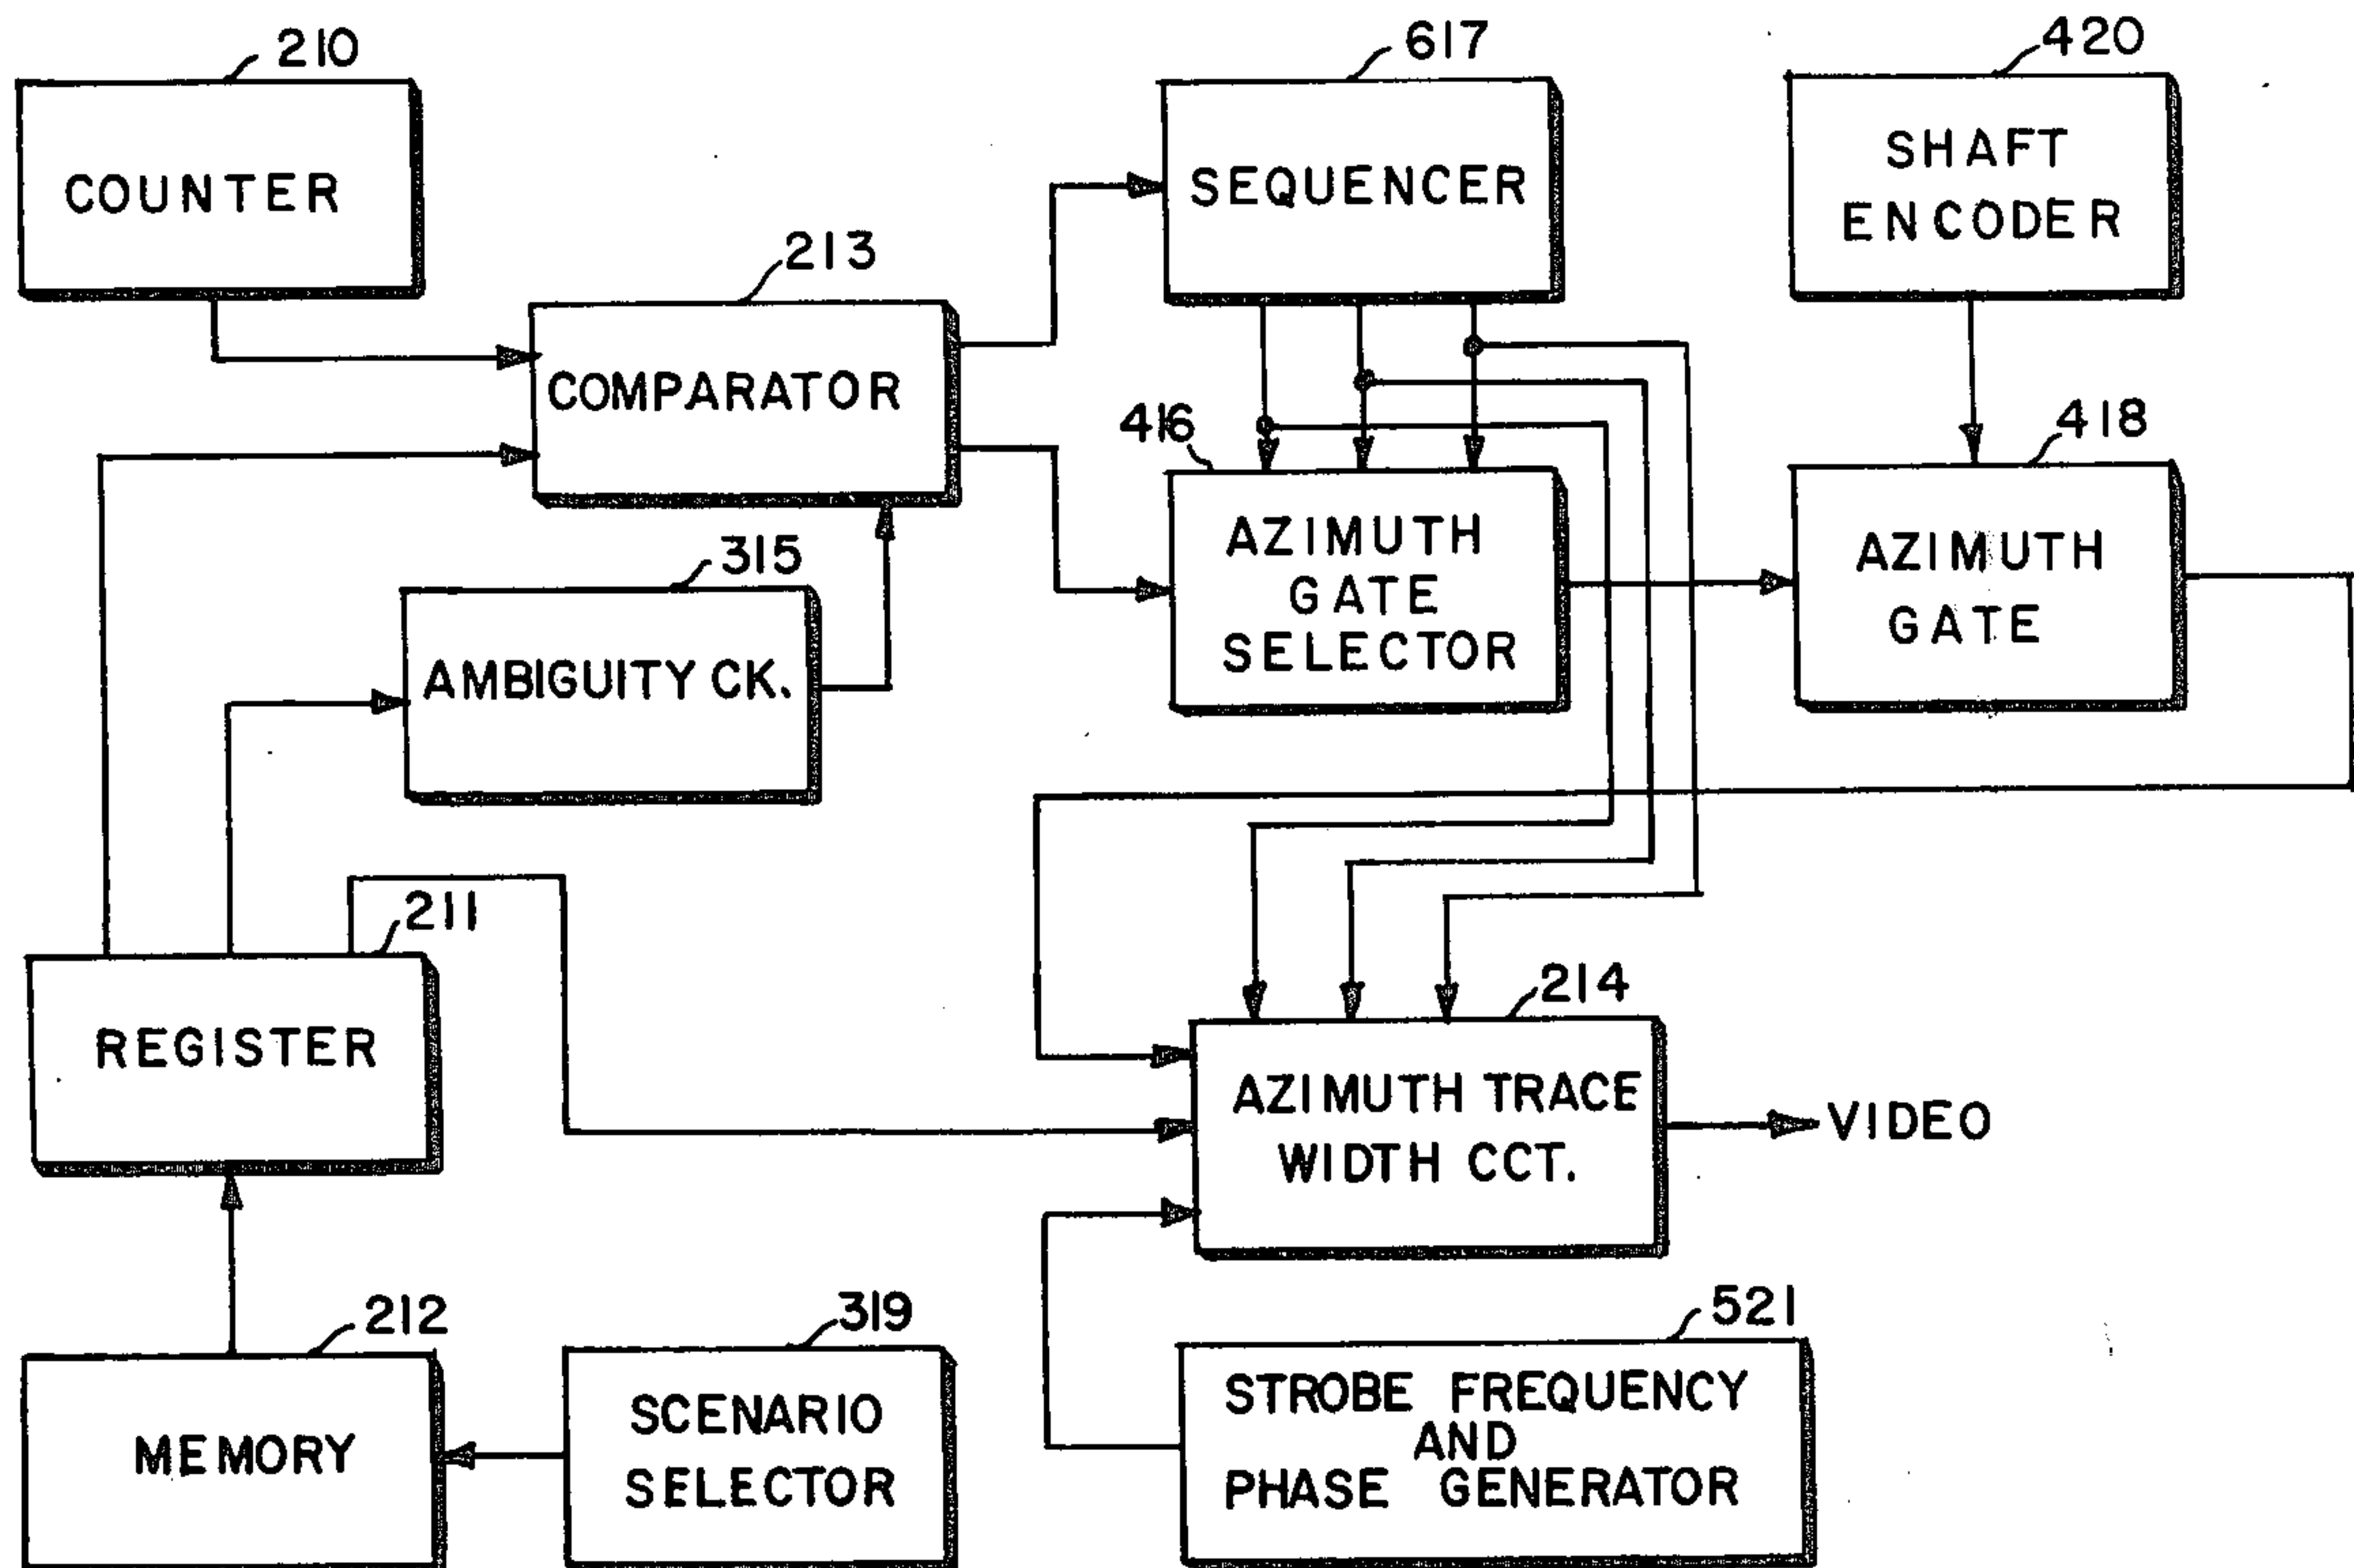 210
COUNTER
617
SEQUENCER
420
SHAFT
ENCODER
213
COMPARATOR
416
AZIMUTH
GATE
SELECTOR
418
AZIMUTH
GATE
315
AMBIGUITY CK.
211
REGISTER
214
AZIMUTH TRACE
WIDTH CCT.
VIDEO
212
MEMORY
319
SCENARIO
SELECTOR
521
STROBE FREQUENCY
AND
PHASE GENERATOR